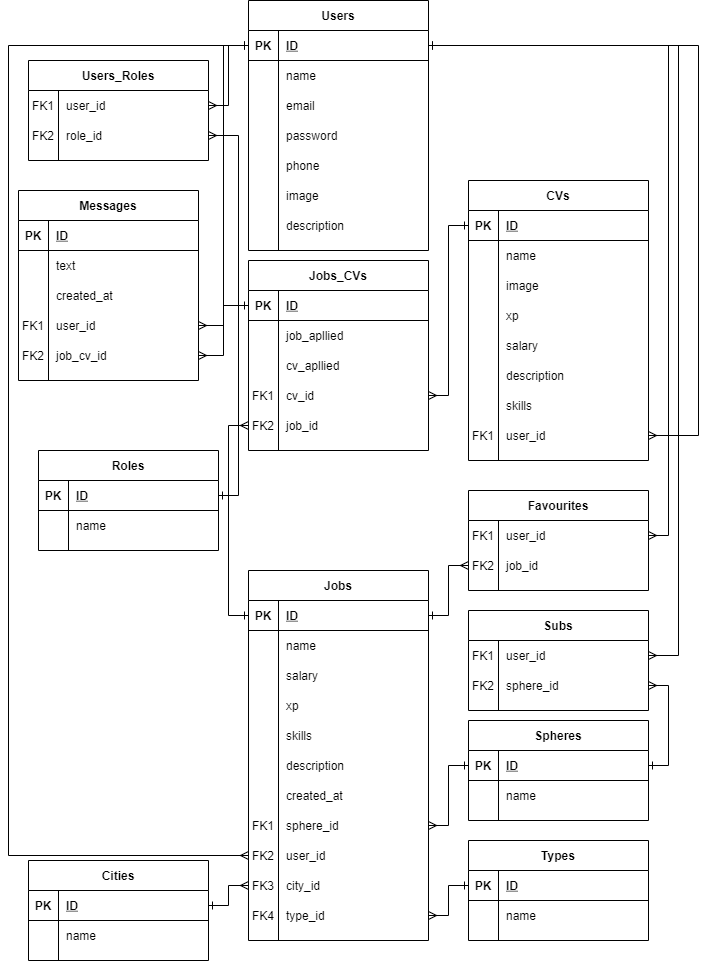 Users
PK ID
name
email
password
phone
image
description
Users_Roles
FK1 user_id
FK2 role_id
Messages
PK ID
text
created_at
FK1 user_id
FK2 job_cv_id
Jobs_CVs
PK ID
job_apllied
cv_apllied
FK1 cv_id
FK2 job_id
CVs
PK ID
name
image
xp
salary
description
skills
FK1 user_id
Roles
PK ID
name
Favourites
FK1 user_id
FK2 job_id
Jobs
PK ID
name
salary
xp
skills
description
created_at
FK1 sphere_id
FK2 user_id
FK3 city_id
FK4 type_id
Subs
FK1 user_id
FK2 sphere_id
Spheres
PK ID
name
Cities
PK ID
name
Types
PK ID
name